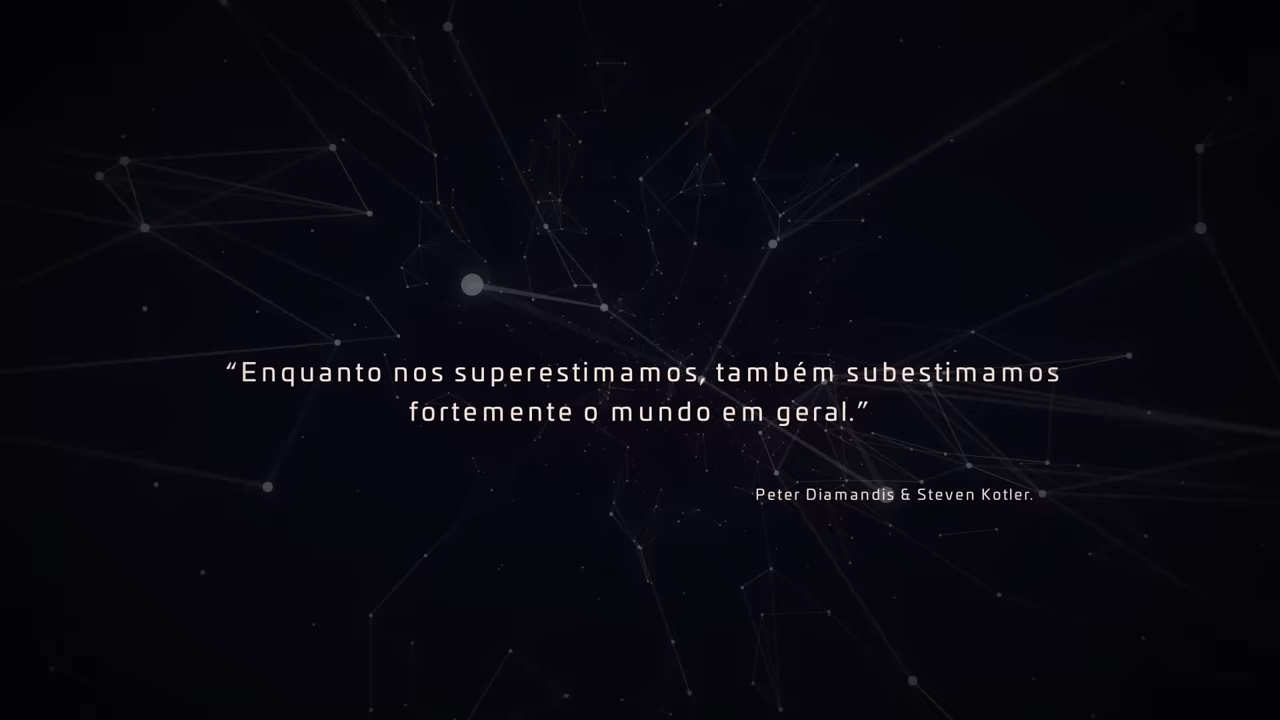 “Enquanto nos superestimamos, também subestimamos
fortemente o mundo em geral.”
Peter Diamandis & Steven Kotler.